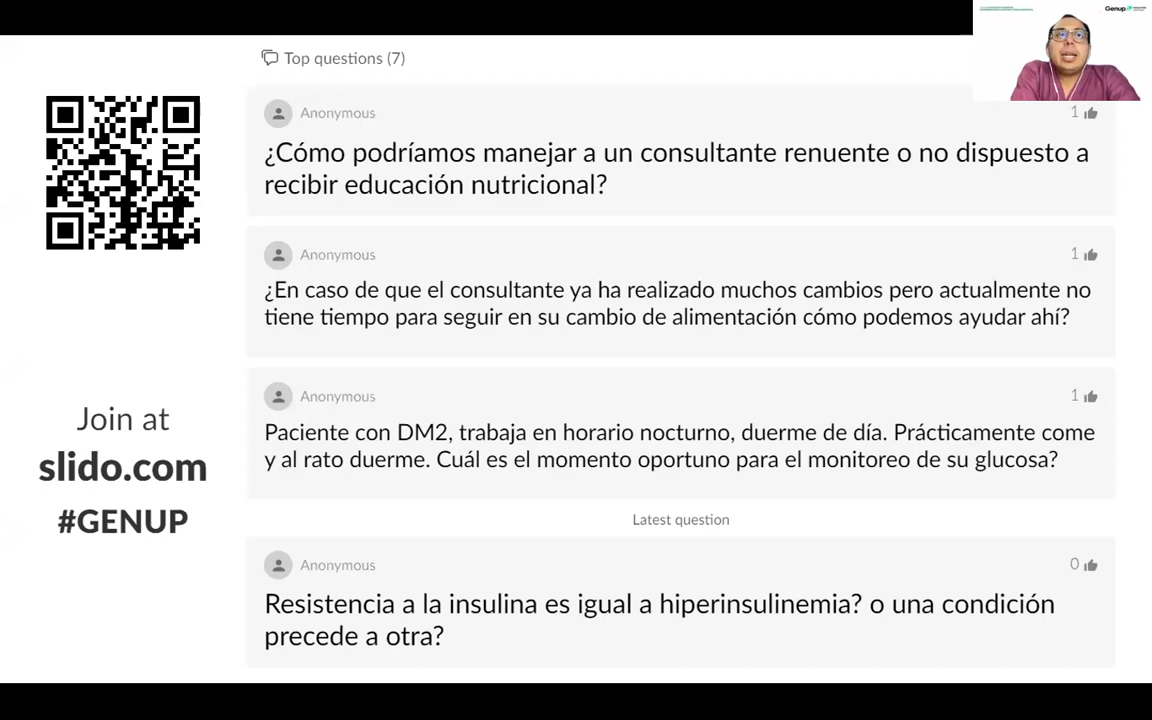 Genup
Top questions (7)
Anonymous
1
¿Cómo podríamos manejar a un consultante renuente o no dispuesto a
recibir educación nutricional?
Anonymous
1
¿En caso de que el consultante ya ha realizado muchos cambios pero actualmente no
tiene tiempo para seguir en su cambio de alimentación cómo podemos ayudar ahí?
Anonymous
1
Paciente con DM2, trabaja en horario nocturno, duerme de día. Prácticamente come
y al rato duerme. Cuál es el momento oportuno para el monitoreo de su glucosa?
Join at
slido.com
#GENUP
Latest question
Anonymous
0
Resistencia a la insulina es igual a hiperinsulinemia? o una condición
precede a otra?